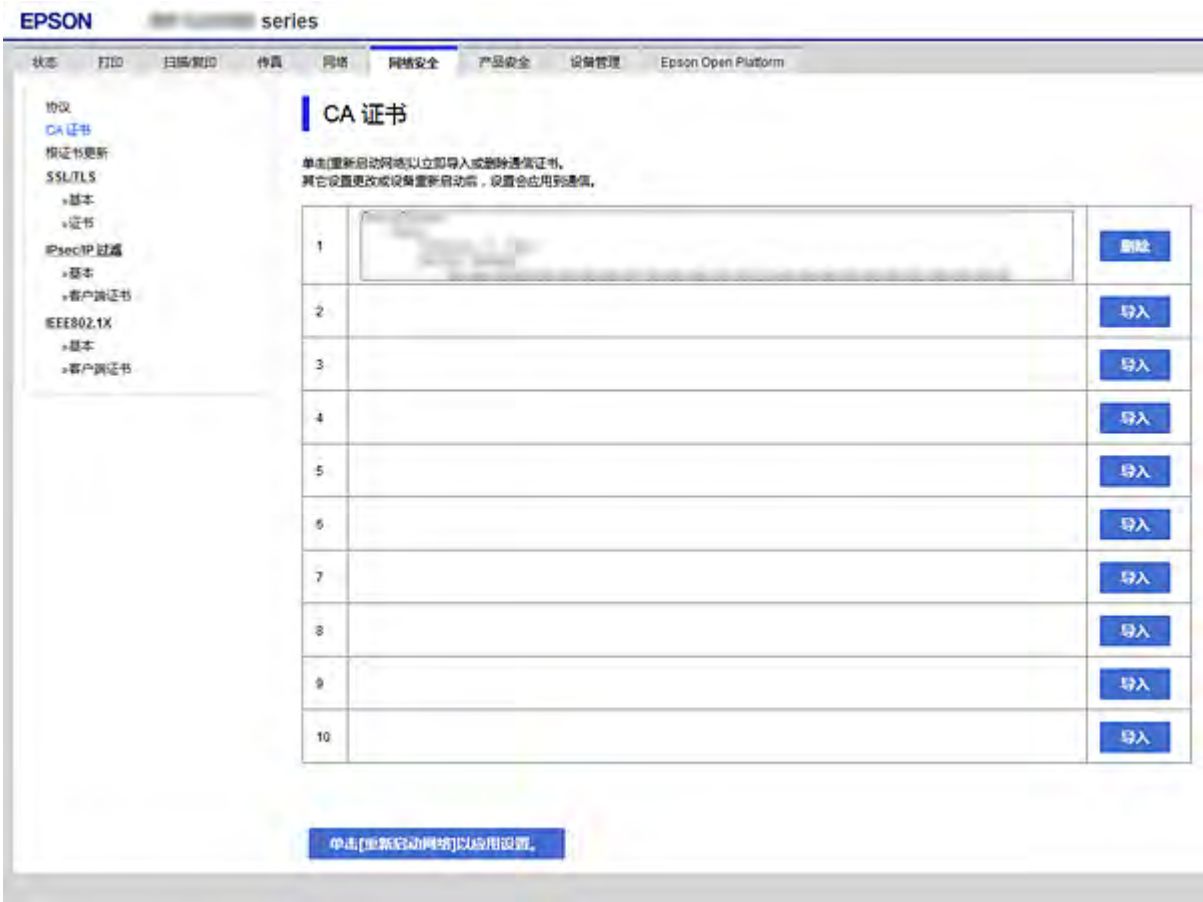 EPSON series
状态 打印 扫描/复印 传真 网络 网络安全 产品安全 设备管理 Epson Open Platform
协议
CA 证书
根证书更新
SSL/TLS
»基本
»证书
IPsec/IP 过滤
»基本
»客户端证书
IEEE802.1X
»基本
»客户端证书
CA 证书
单击[重新启动网络]以立即导入或删除通信证书。
其它设置更改或设备重新启动后，设置会应用到通信。
1 删除
2 导入
3 导入
4 导入
5 导入
6 导入
7 导入
8 导入
9 导入
10 导入
单击[重新启动网络]以应用设置。